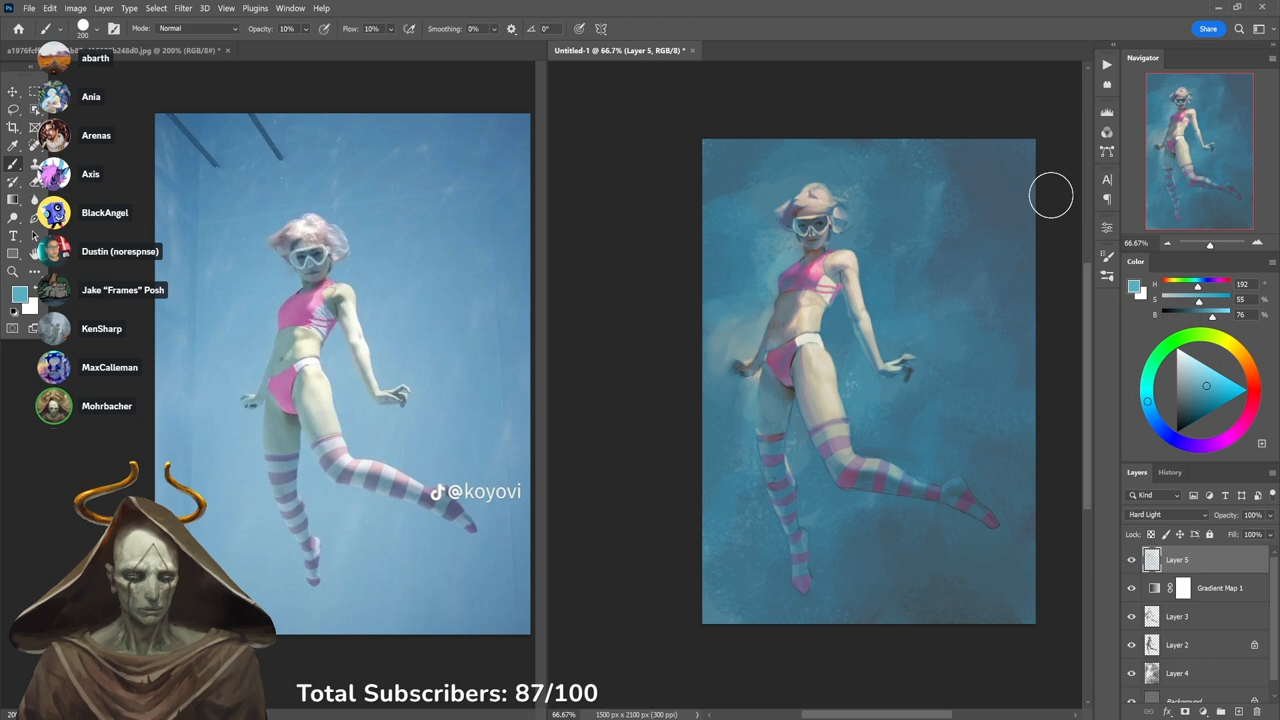 File Edit Image Layer Type Select Filter 3D View Plugins Window Help
200 Mode: Normal Opacity: 10% Flow: 10% Smoothing: 0% 0° Share
Untitled-1 @ 66.7% (Layer 5, RGB/8) * ×
abarth
Ania
Arenas
Axis
BlackAngel
Dustin (norespnse)
Jake "Frames" Posh
KenSharp
MaxCalleman
Mohrbacher
@koyovi
Total Subscribers: 87/100
66.67% 1500 px x 2100 px (300 ppi)
Navigator
66.67%
Color
H 192 °
S 55 %
B 76 %
Layers History
Kind
Hard Light Opacity: 100%
Lock: Fill: 100%
Layer 5
Gradient Map 1
Layer 3
Layer 2
Layer 4
Background